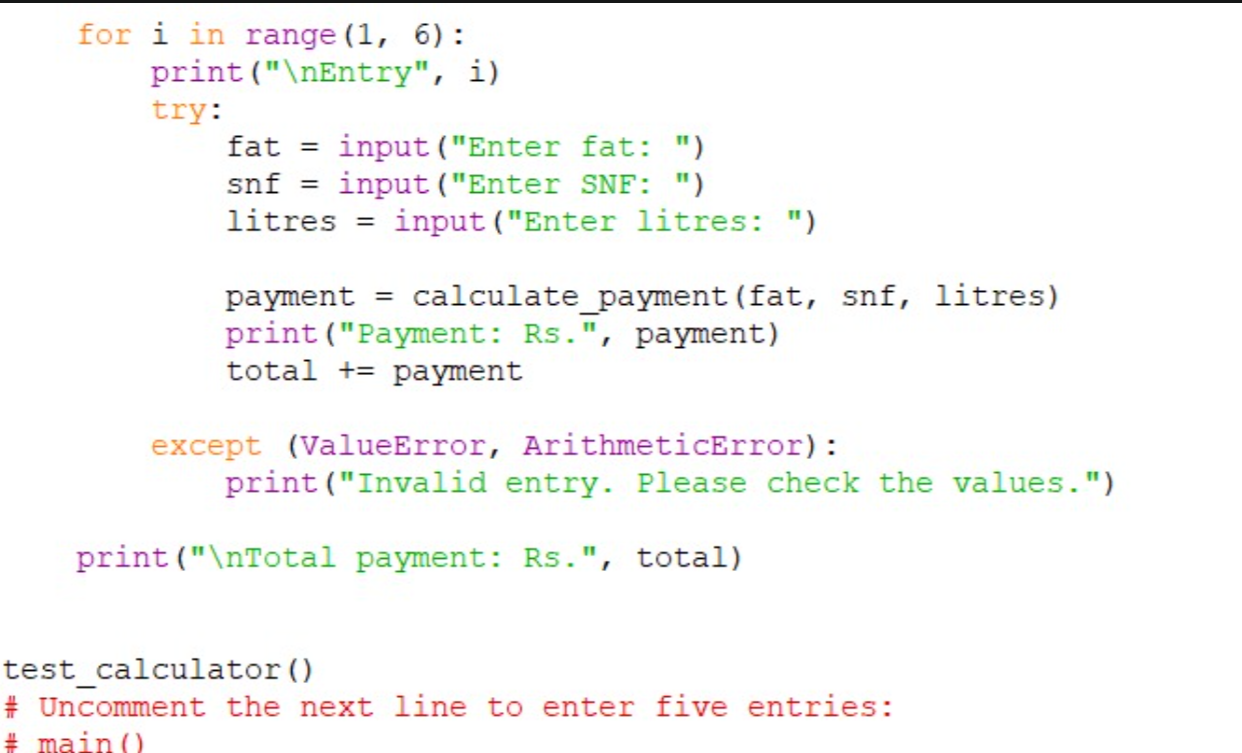 for i in range(1, 6):
        print("\nEntry", i)
        try:
            fat = input("Enter fat: ")
            snf = input("Enter SNF: ")
            litres = input("Enter litres: ")

            payment = calculate_payment(fat, snf, litres)
            print("Payment: Rs.", payment)
            total += payment

        except (ValueError, ArithmeticError):
            print("Invalid entry. Please check the values.")

    print("\nTotal payment: Rs.", total)


test_calculator()
# Uncomment the next line to enter five entries:
# main()